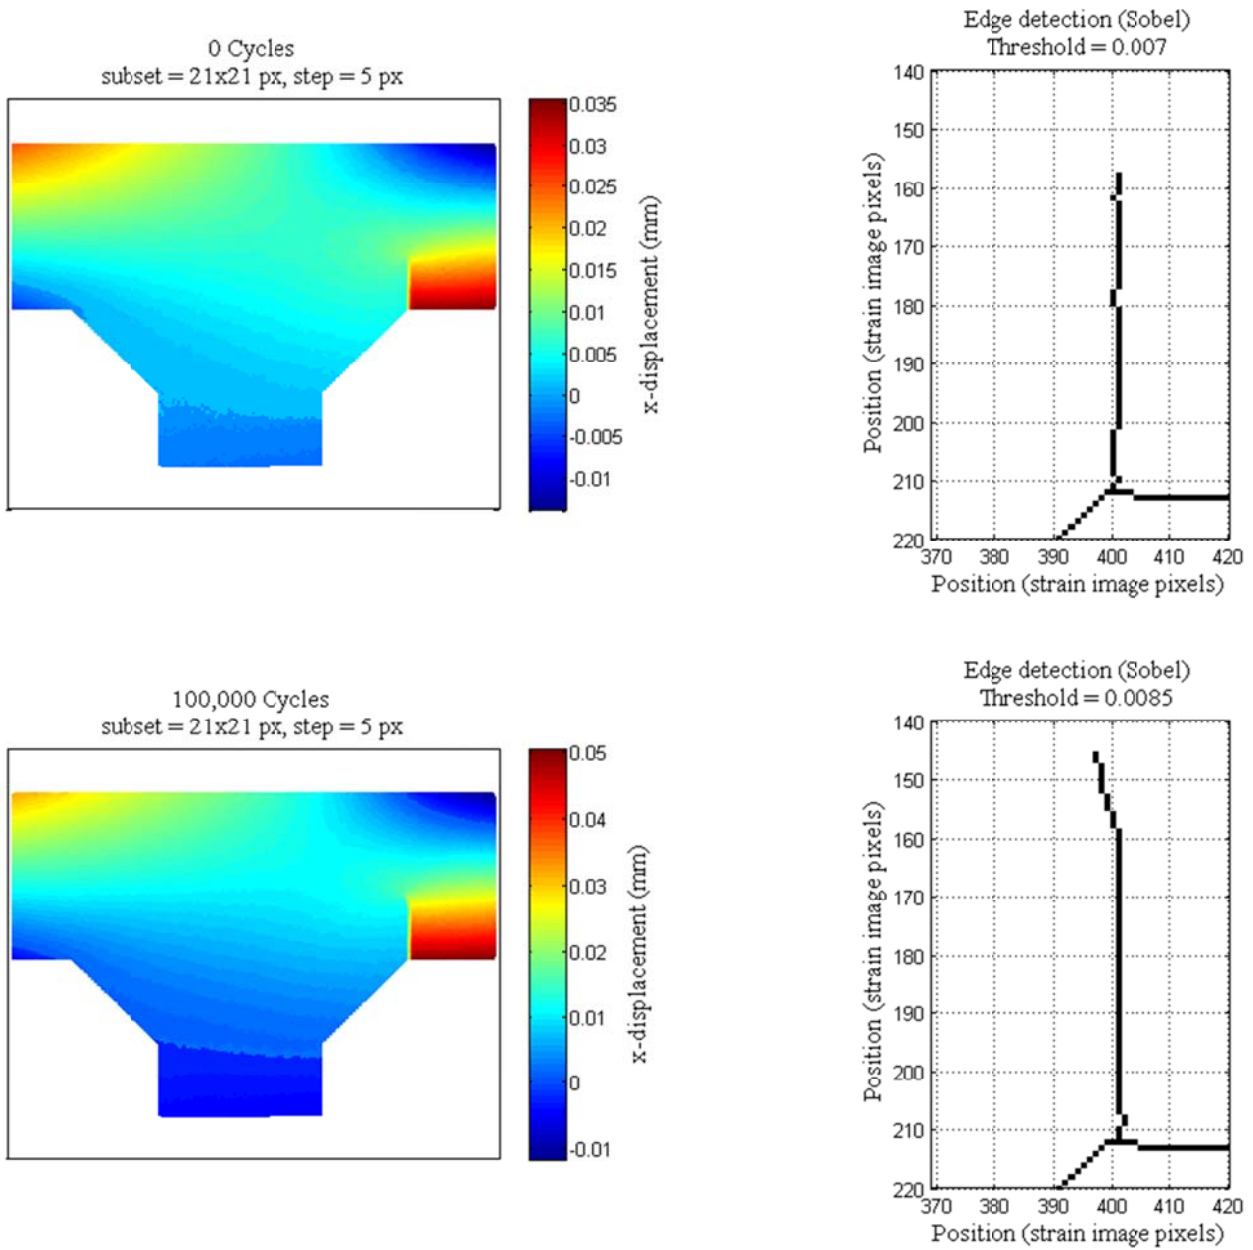 0 Cycles
subset = 21x21 px, step = 5 px
0.035
0.03
0.025
0.02
0.015
0.01
0.005
0
-0.005
-0.01
x-displacement (mm)
Edge detection (Sobel)
Threshold = 0.007
140
150
160
170
180
190
200
210
220
Position (strain image pixels)
370 380 390 400 410 420
Position (strain image pixels)
100,000 Cycles
subset = 21x21 px, step = 5 px
0.05
0.04
0.03
0.02
0.01
0
-0.01
x-displacement (mm)
Edge detection (Sobel)
Threshold = 0.0085
140
150
160
170
180
190
200
210
220
Position (strain image pixels)
370 380 390 400 410 420
Position (strain image pixels)